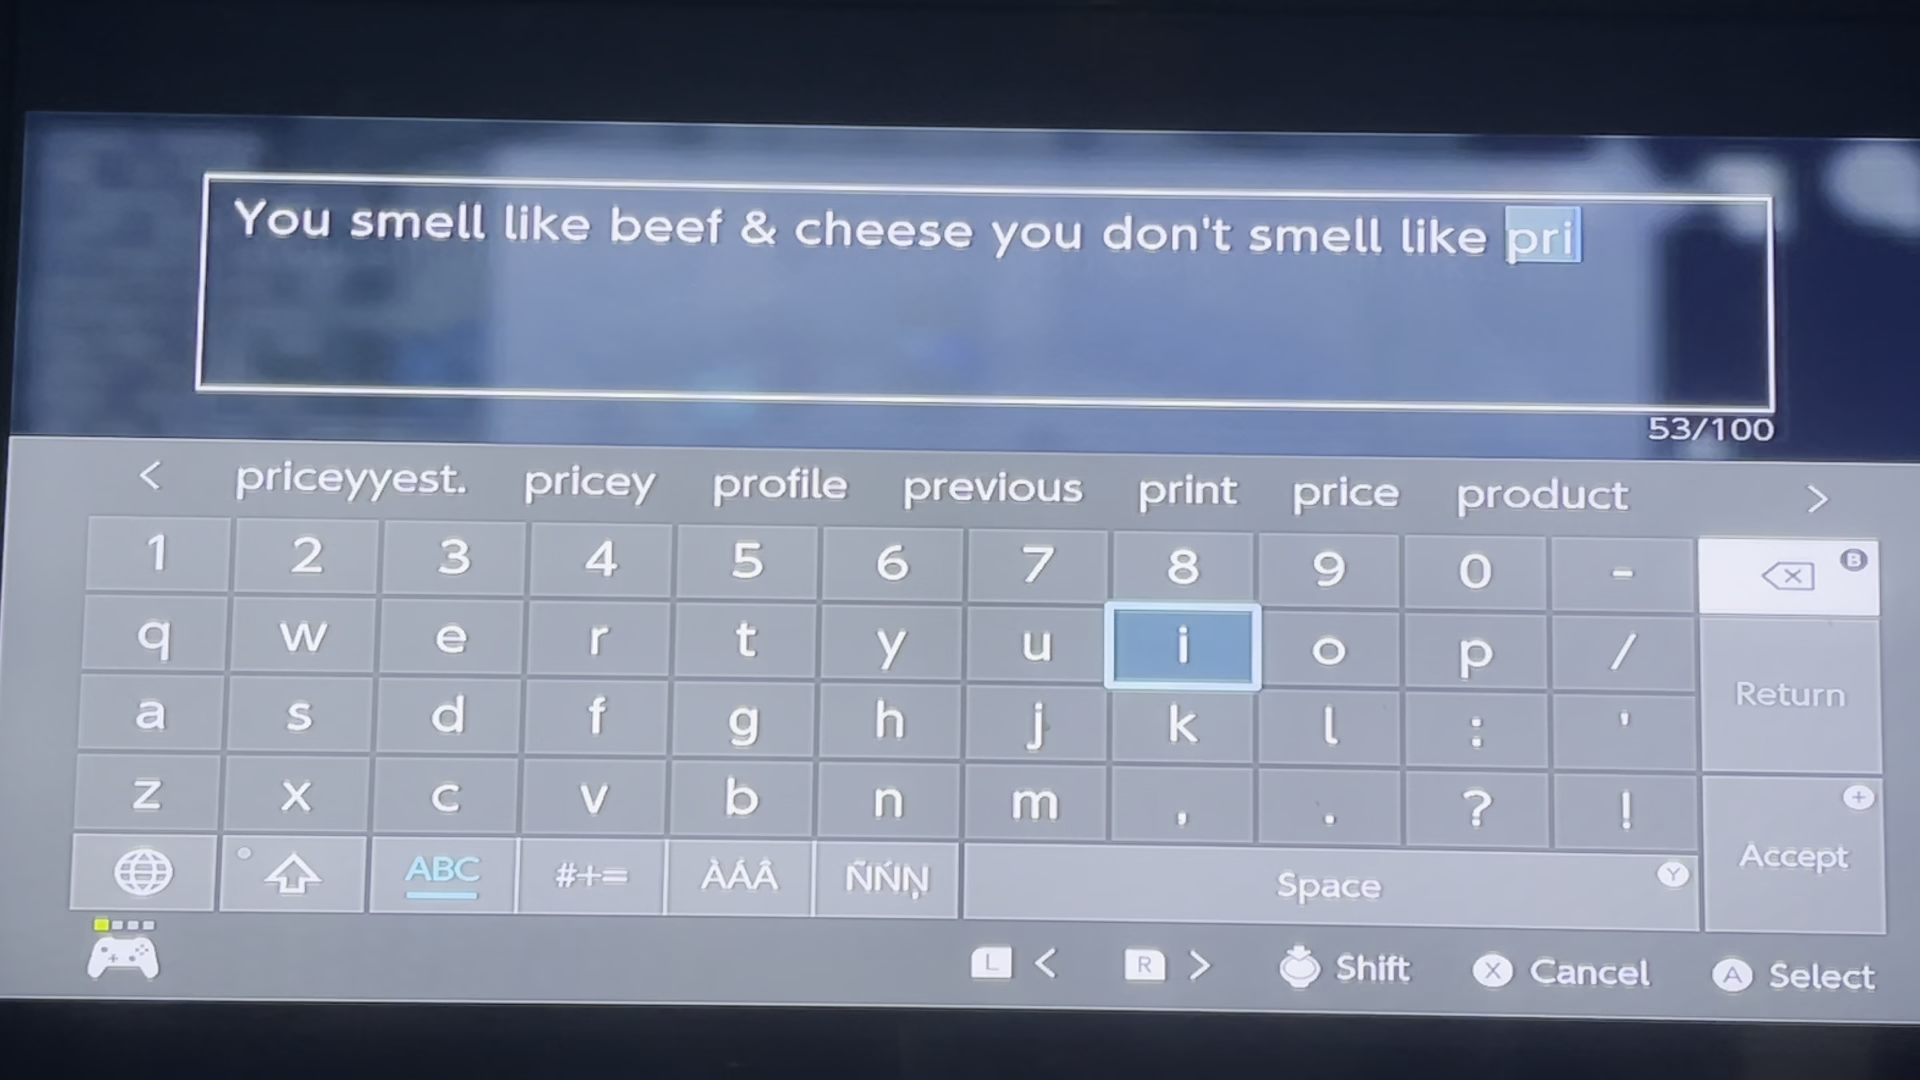 You smell like beef & cheese you don't smell like pri
53/100
< priceyyest. pricey profile previous print price product >
1 2 3 4 5 6 7 8 9 0 - B
q w e r t y u i o p /
Return
a s d f g h j k l : '
z x c v b n m , . ? ! +
Accept
ABC #+= ÀÁÂ ÑŃŅ Space Y
L < R > Shift X Cancel A Select